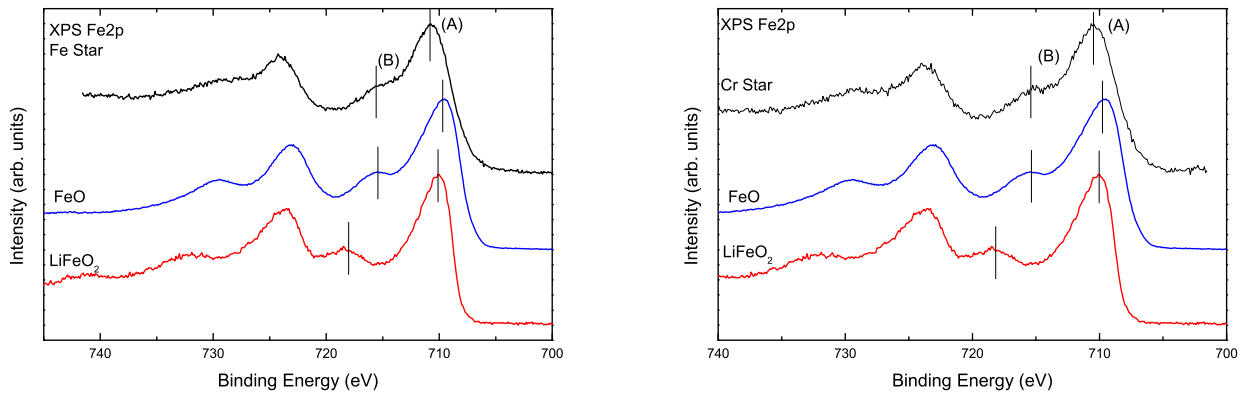 XPS Fe2p
Fe Star
(A)
(B)
FeO
LiFeO2
Intensity (arb. units)
740 730 720 710 700
Binding Energy (eV)
XPS Fe2p
(A)
(B)
Cr Star
FeO
LiFeO2
Intensity (arb. units)
740 730 720 710 700
Binding Energy (eV)